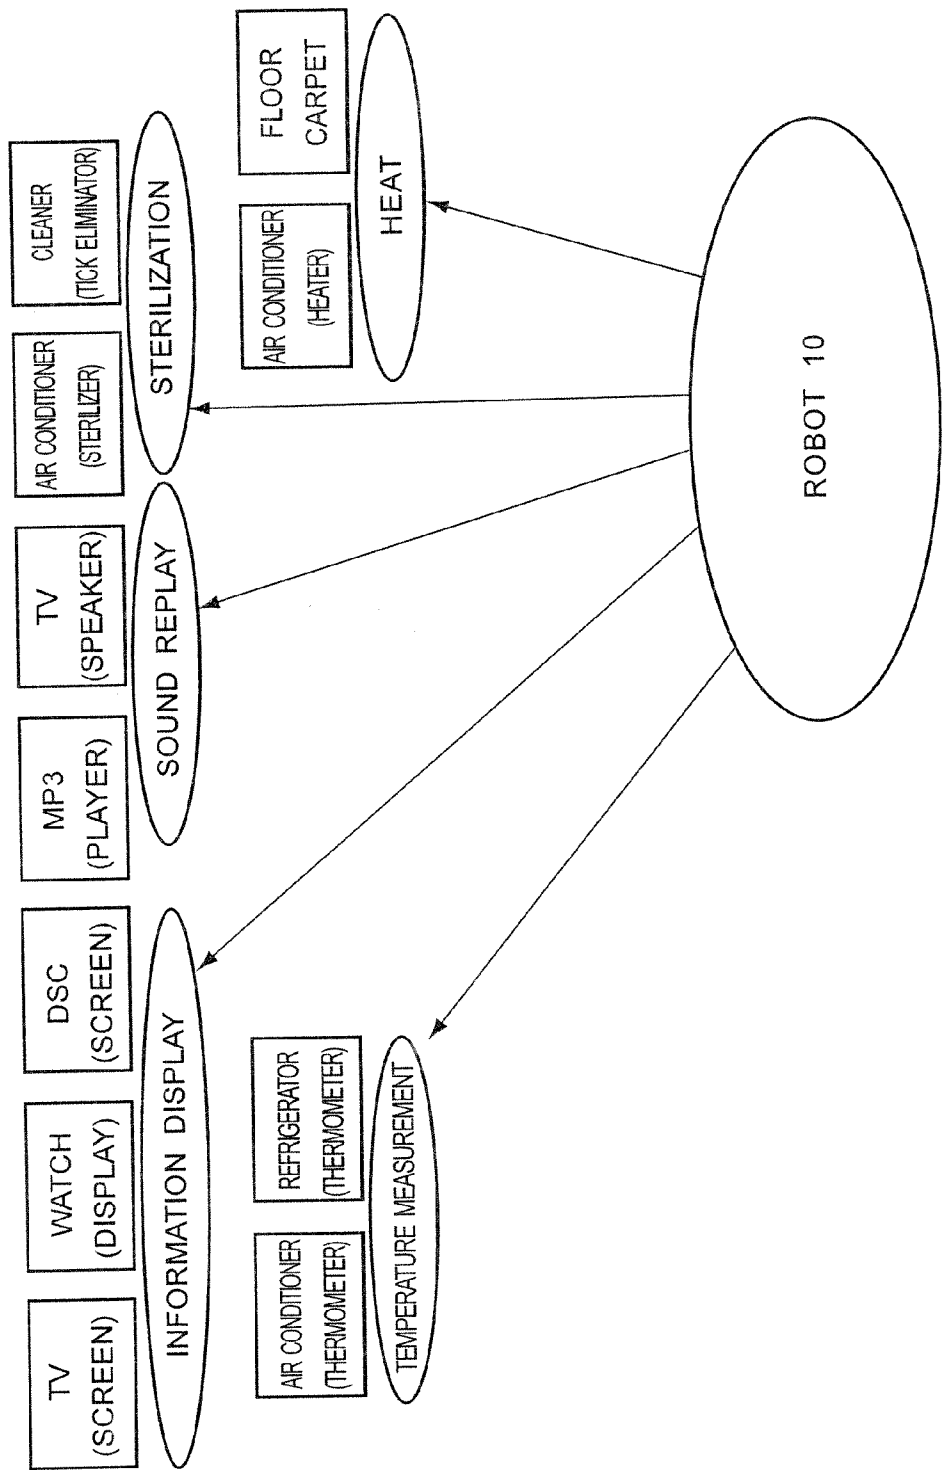 TV
(SCREEN)
WATCH
(DISPLAY)
DSC
(SCREEN)
MP3
(PLAYER)
TV
(SPEAKER)
AIR CONDITIONER
(STERILIZER)
CLEANER
(TICK ELIMINATOR)
INFORMATION DISPLAY
SOUND REPLAY
STERILIZATION
AIR CONDITIONER
(THERMOMETER)
REFRIGERATOR
(THERMOMETER)
AIR CONDITIONER
(HEATER)
FLOOR
CARPET
TEMPERATURE MEASUREMENT
HEAT
ROBOT 10